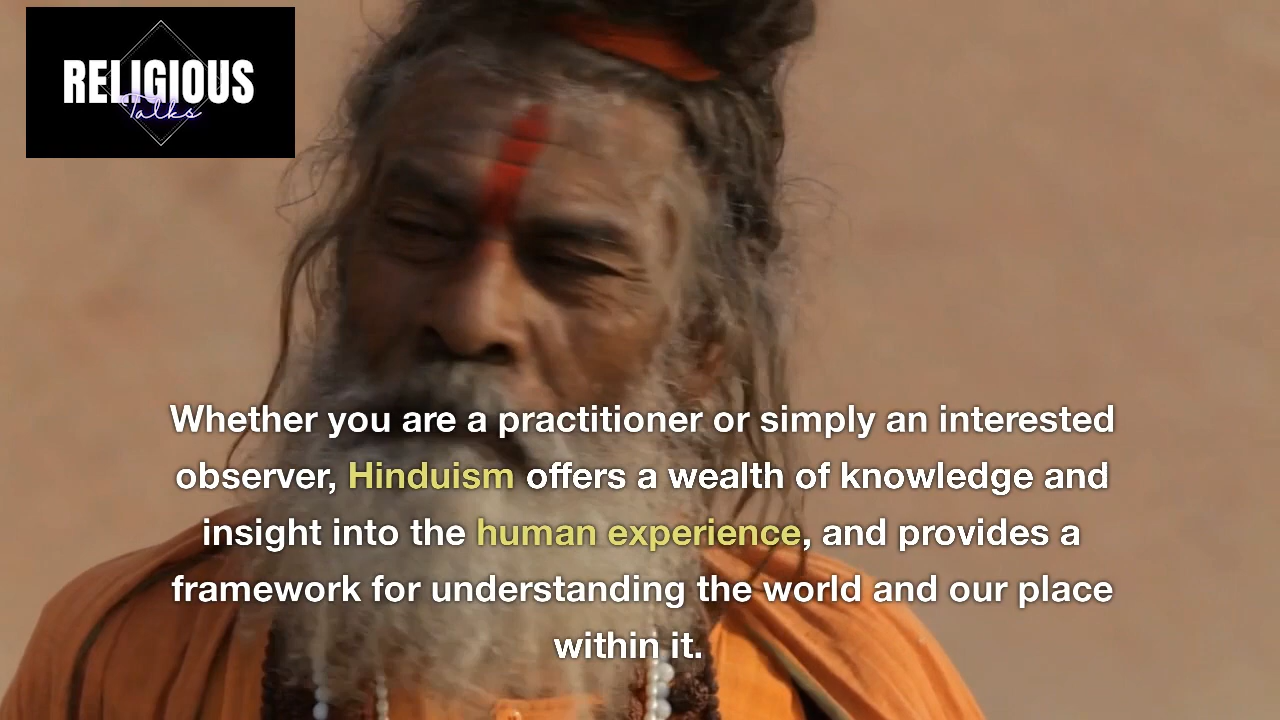 RELIGIOUS
Talks
Whether you are a practitioner or simply an interested
observer, Hinduism offers a wealth of knowledge and
insight into the human experience, and provides a
framework for understanding the world and our place
within it.